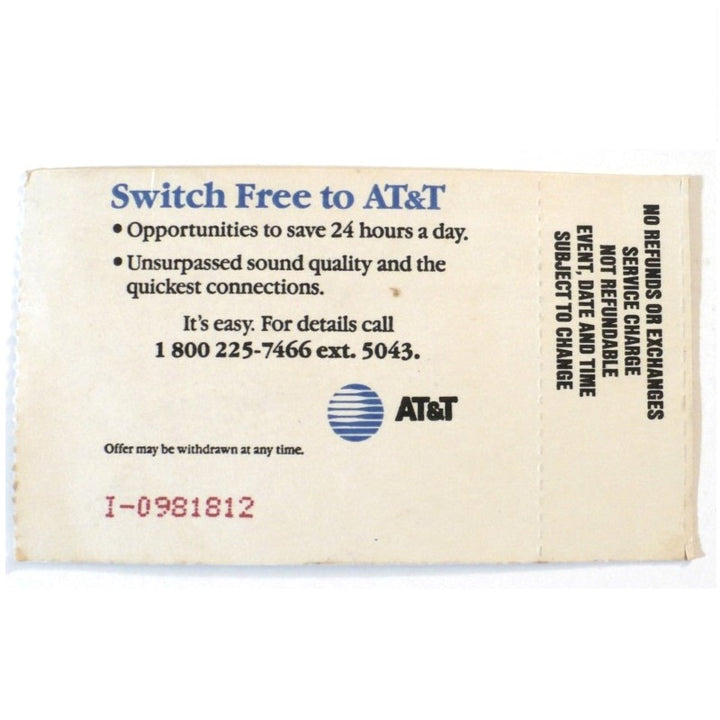 Switch Free to AT&T
• Opportunities to save 24 hours a day.
• Unsurpassed sound quality and the
quickest connections.
It's easy. For details call
1 800 225-7466 ext. 5043.
AT&T
Offer may be withdrawn at any time.
I-0981812
NO REFUNDS OR EXCHANGES
SERVICE CHARGE
NOT REFUNDABLE
EVENT, DATE AND TIME
SUBJECT TO CHANGE